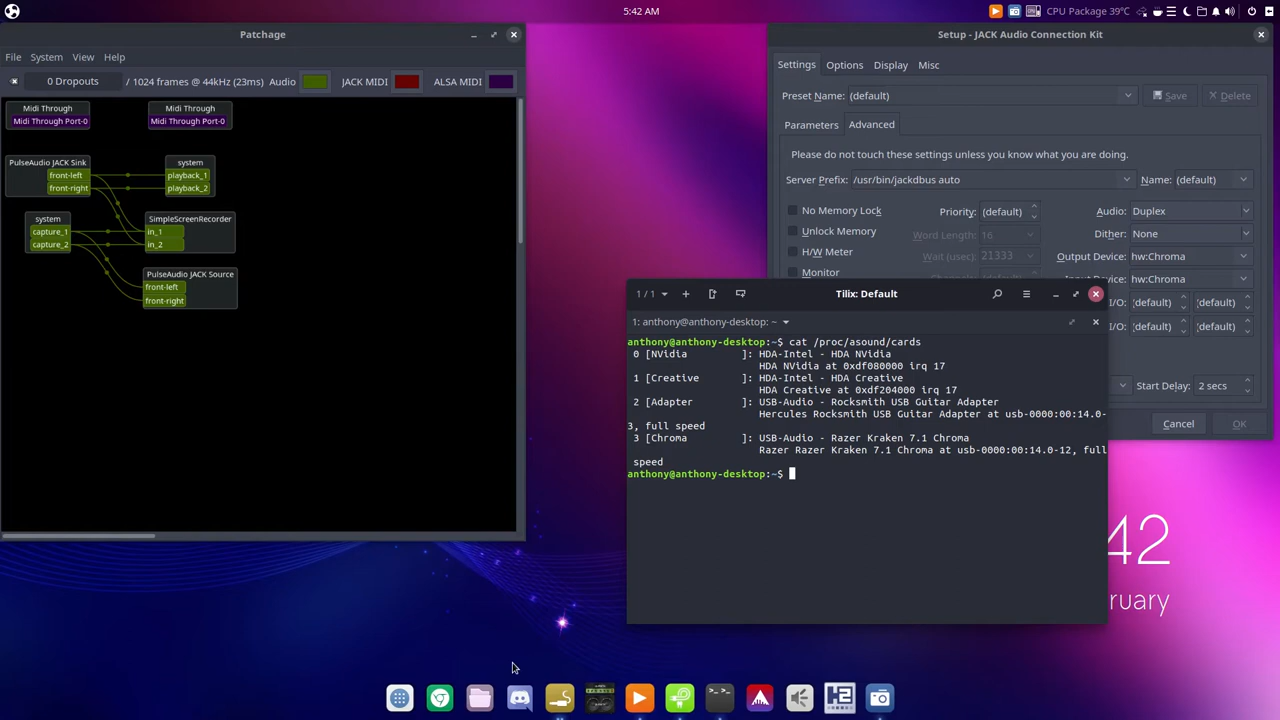 5:42 AM
CPU Package 39°C
Patchage
File System View Help
0 Dropouts / 1024 frames @ 44kHz (23ms) Audio JACK MIDI ALSA MIDI
Midi Through
Midi Through Port-0
Midi Through
Midi Through Port-0
PulseAudio JACK Sink
front-left
front-right
system
playback_1
playback_2
system
capture_1
capture_2
SimpleScreenRecorder
in_1
in_2
PulseAudio JACK Source
front-left
front-right
Setup - JACK Audio Connection Kit
Settings Options Display Misc
Preset Name: (default) Save Delete
Parameters Advanced
Please do not touch these settings unless you know what you are doing.
Server Prefix: /usr/bin/jackdbus auto Name: (default)
No Memory Lock Priority: (default) Audio: Duplex
Unlock Memory Word Length: 16 Dither: None
H/W Meter Wait (usec): 21333 Output Device: hw:Chroma
Monitor hw:Chroma
I/O: (default) (default)
(default) (default)
Start Delay: 2 secs
Cancel OK
1 / 1 Tilix: Default
1: anthony@anthony-desktop: ~
anthony@anthony-desktop:~$ cat /proc/asound/cards
0 [NVidia ]: HDA-Intel - HDA NVidia
HDA NVidia at 0xdf080000 irq 17
1 [Creative ]: HDA-Intel - HDA Creative
HDA Creative at 0xdf204000 irq 17
2 [Adapter ]: USB-Audio - Rocksmith USB Guitar Adapter
Hercules Rocksmith USB Guitar Adapter at usb-0000:00:14.0-
3, full speed
3 [Chroma ]: USB-Audio - Razer Kraken 7.1 Chroma
Razer Razer Kraken 7.1 Chroma at usb-0000:00:14.0-12, full
speed
anthony@anthony-desktop:~$
42
ruary
H2